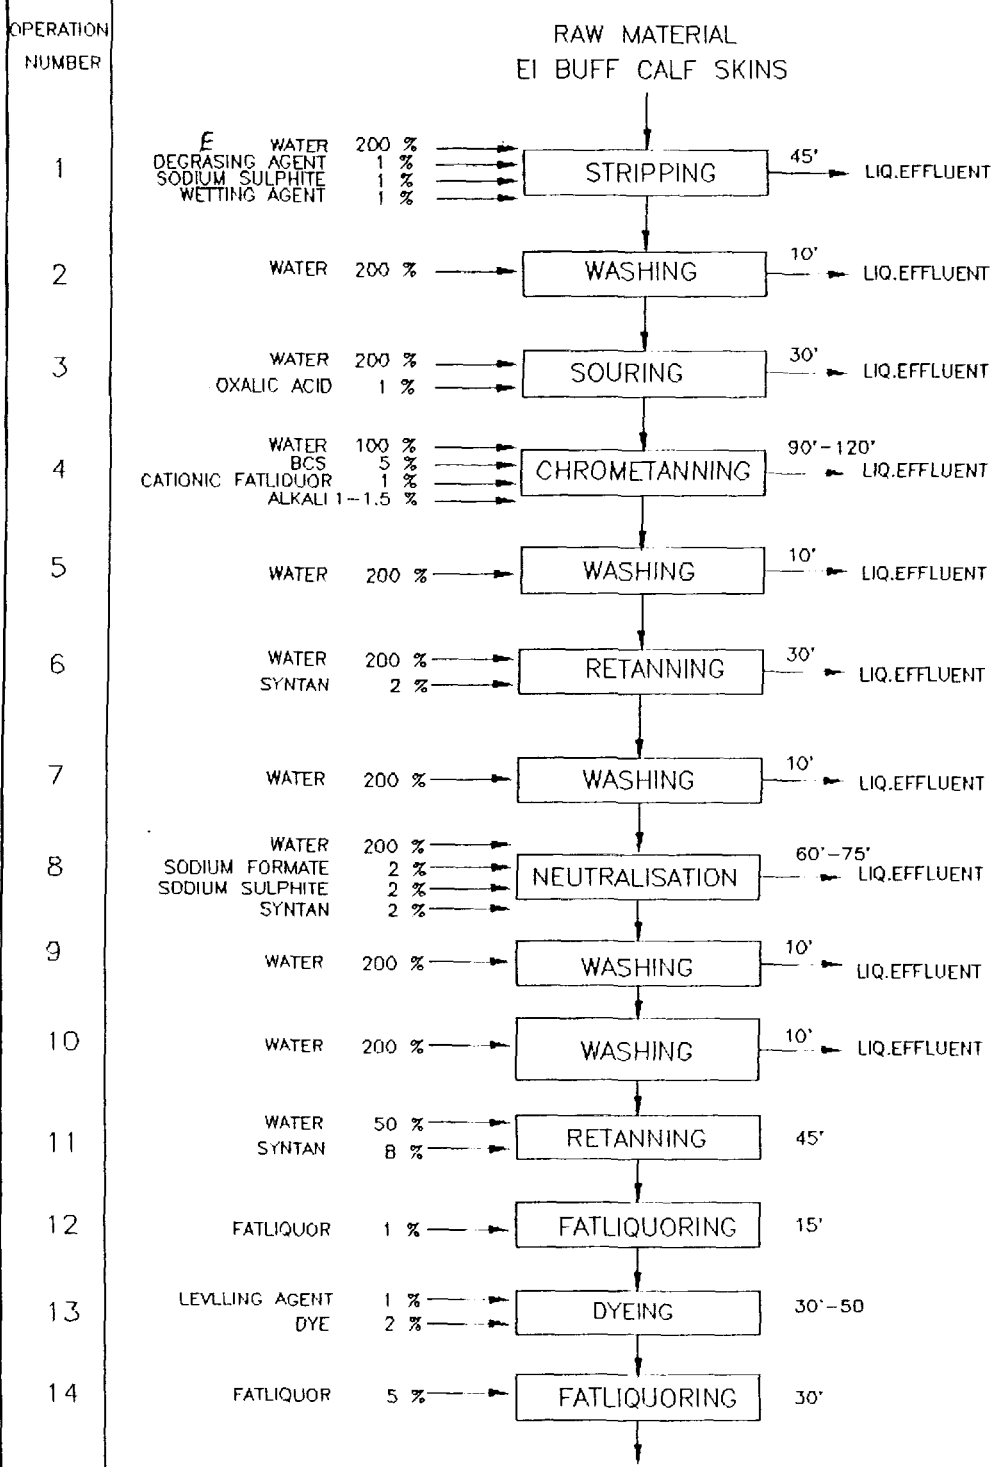 OPERATION
NUMBER
RAW MATERIAL
EI BUFF CALF SKINS
1
E WATER 200 %
DEGRASING AGENT 1 %
SODIUM SULPHITE 1 %
WETTING AGENT 1 %
STRIPPING
45'
LIQ.EFFLUENT
2
WATER 200 %
WASHING
10'
LIQ.EFFLUENT
3
WATER 200 %
OXALIC ACID 1 %
SOURING
30'
LIQ.EFFLUENT
4
WATER 100 %
BCS 5 %
CATIONIC FATLIDUOR 1 %
ALKALI 1-1.5 %
CHROMETANNING
90'-120'
LIQ.EFFLUENT
5
WATER 200 %
WASHING
10'
LIQ.EFFLUENT
6
WATER 200 %
SYNTAN 2 %
RETANNING
30'
LIQ.EFFLUENT
7
WATER 200 %
WASHING
10'
LIQ.EFFLUENT
8
WATER 200 %
SODIUM FORMATE 2 %
SODIUM SULPHITE 2 %
SYNTAN 2 %
NEUTRALISATION
60'-75'
LIQ.EFFLUENT
9
WATER 200 %
WASHING
10'
LIQ.EFFLUENT
10
WATER 200 %
WASHING
10'
LIQ.EFFLUENT
11
WATER 50 %
SYNTAN 8 %
RETANNING
45'
12
FATLIQUOR 1 %
FATLIQUORING
15'
13
LEVLLING AGENT 1 %
DYE 2 %
DYEING
30'-50
14
FATLIQUOR 5 %
FATLIQUORING
30'